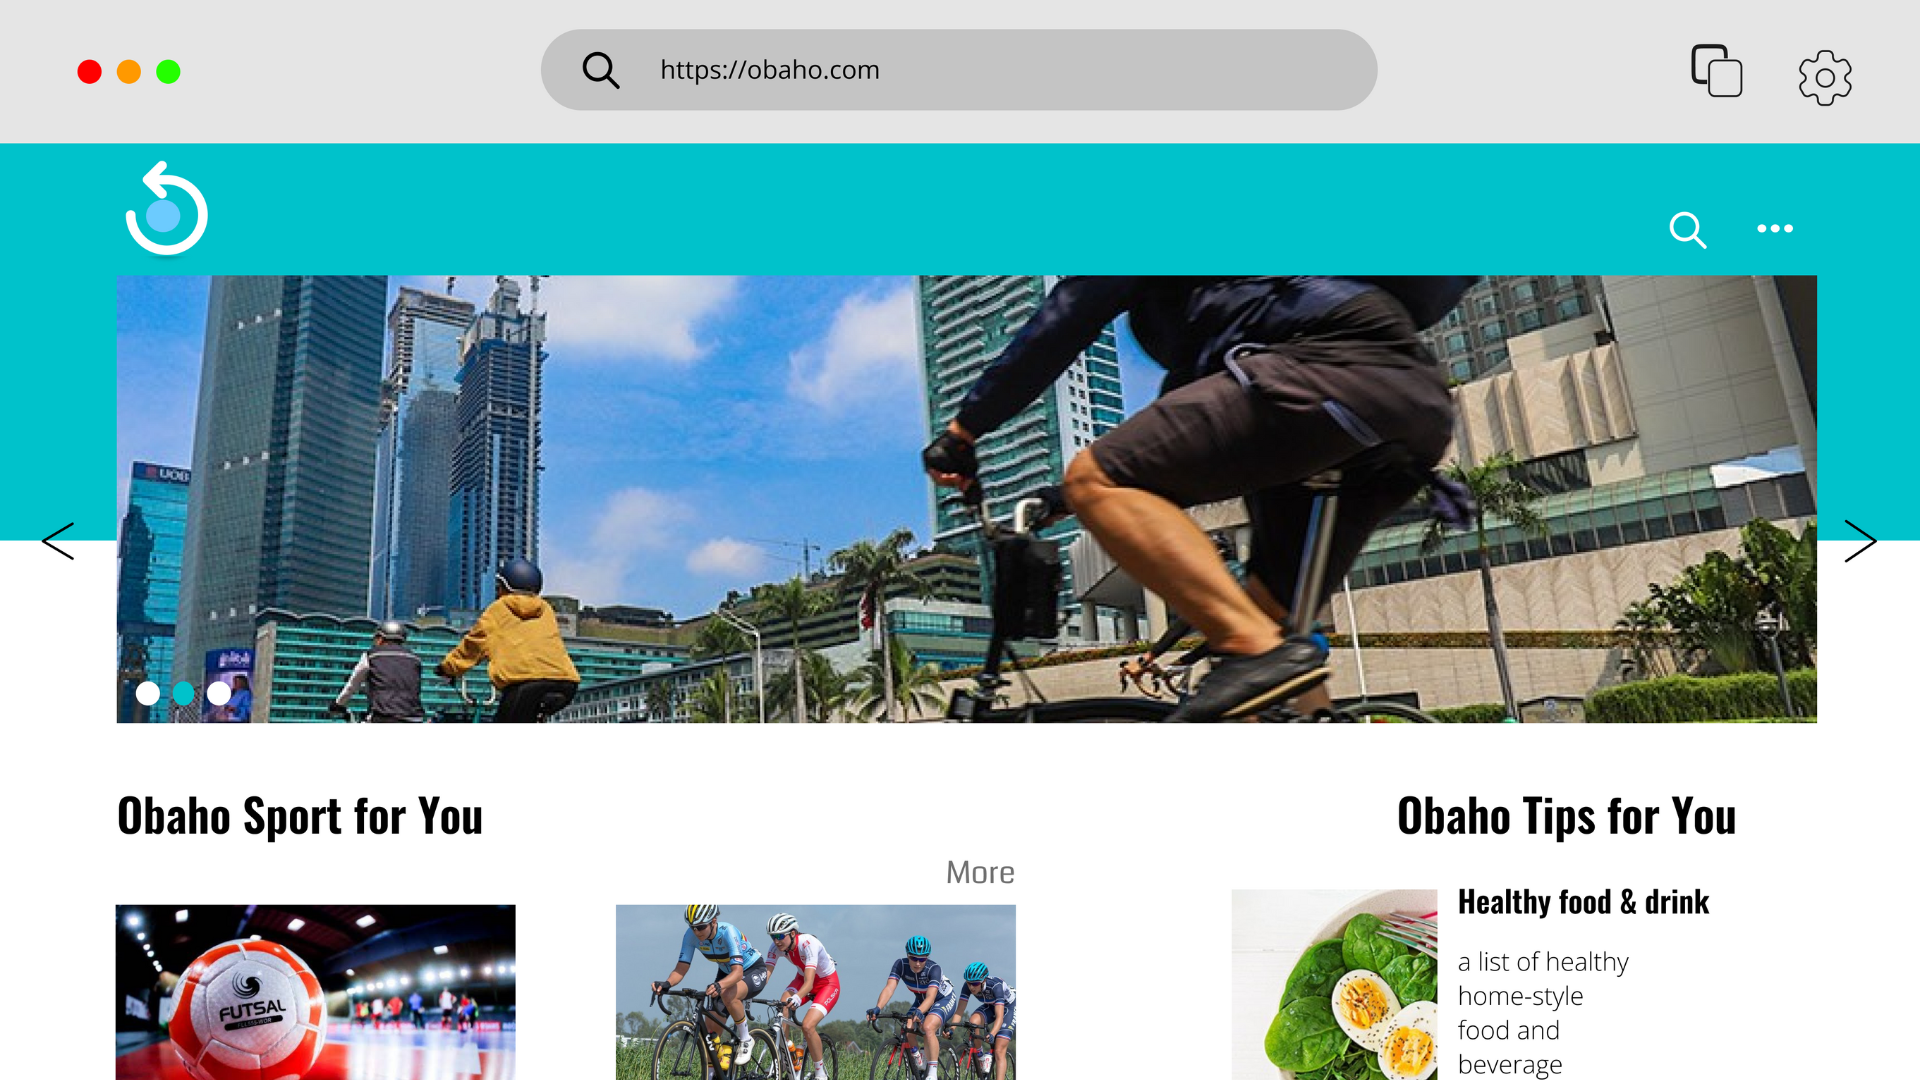 https://obaho.com
UOB
Obaho Sport for You
More
FUTSAL
Obaho Tips for You
Healthy food & drink
a list of healthy
home-style
food and
beverage